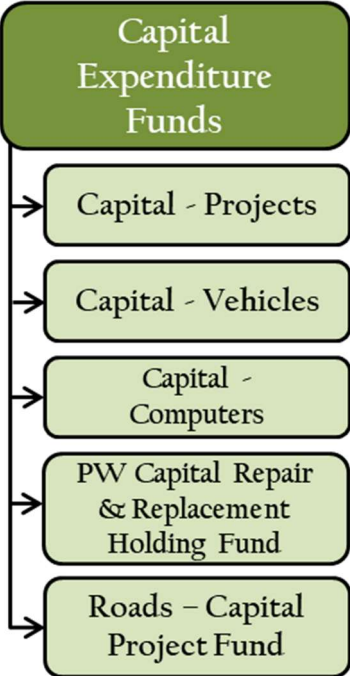 Capital
Expenditure
Funds
Capital - Projects
Capital - Vehicles
Capital -
Computers
PW Capital Repair
& Replacement
Holding Fund
Roads – Capital
Project Fund